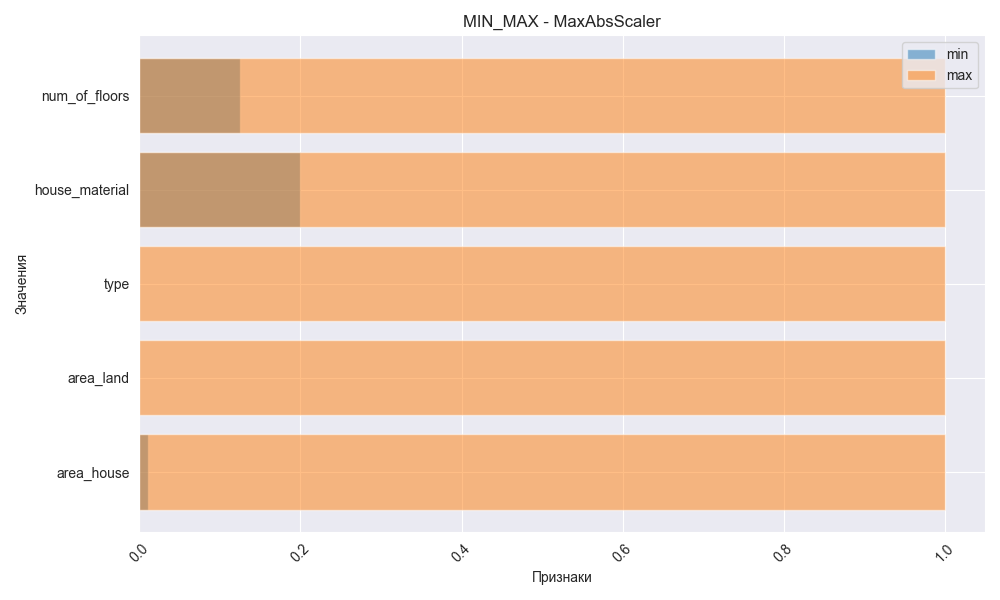 MIN_MAX - MaxAbsScaler
min
max
num_of_floors
house_material
type
area_land
area_house
Значения
0.0
0.2
0.4
0.6
0.8
1.0
Признаки